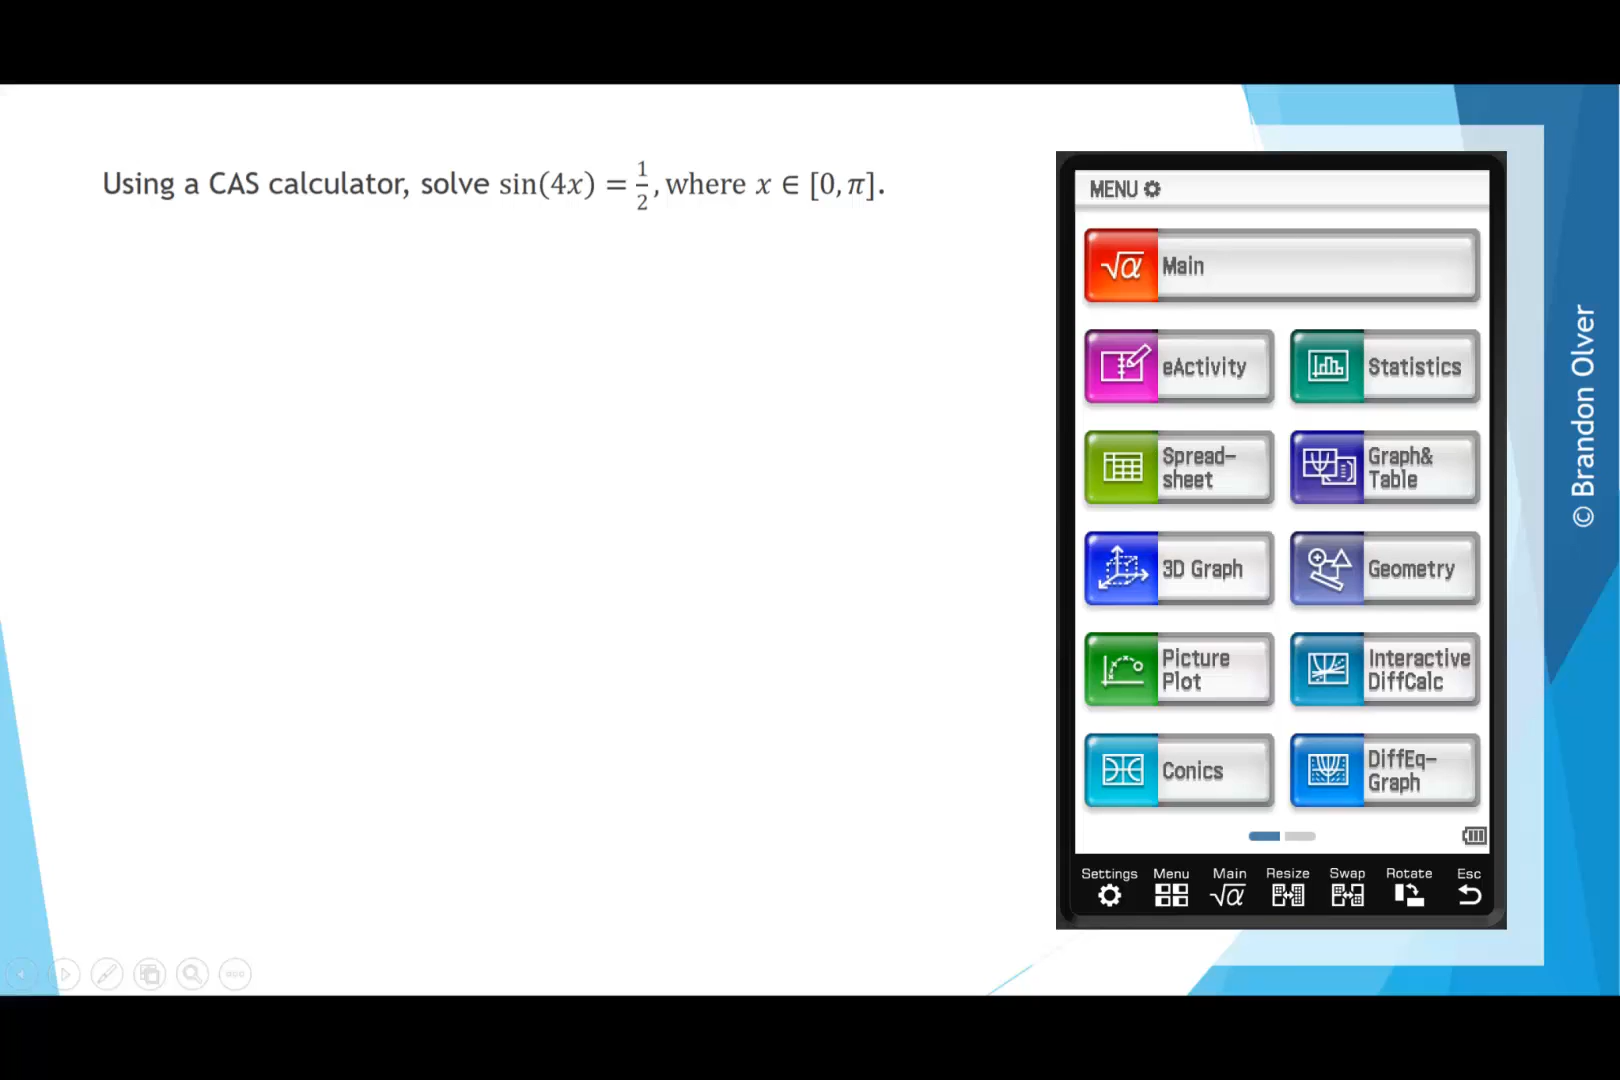 Using a CAS calculator, solve sin(4x) = 1/2, where x ∈ [0, π].
MENU
√α Main
eActivity
Statistics
Spread-
sheet
Graph&
Table
3D Graph
Geometry
Picture
Plot
Interactive
DiffCalc
Conics
DiffEq-
Graph
Settings Menu Main Resize Swap Rotate Esc
√α
© Brandon Olver